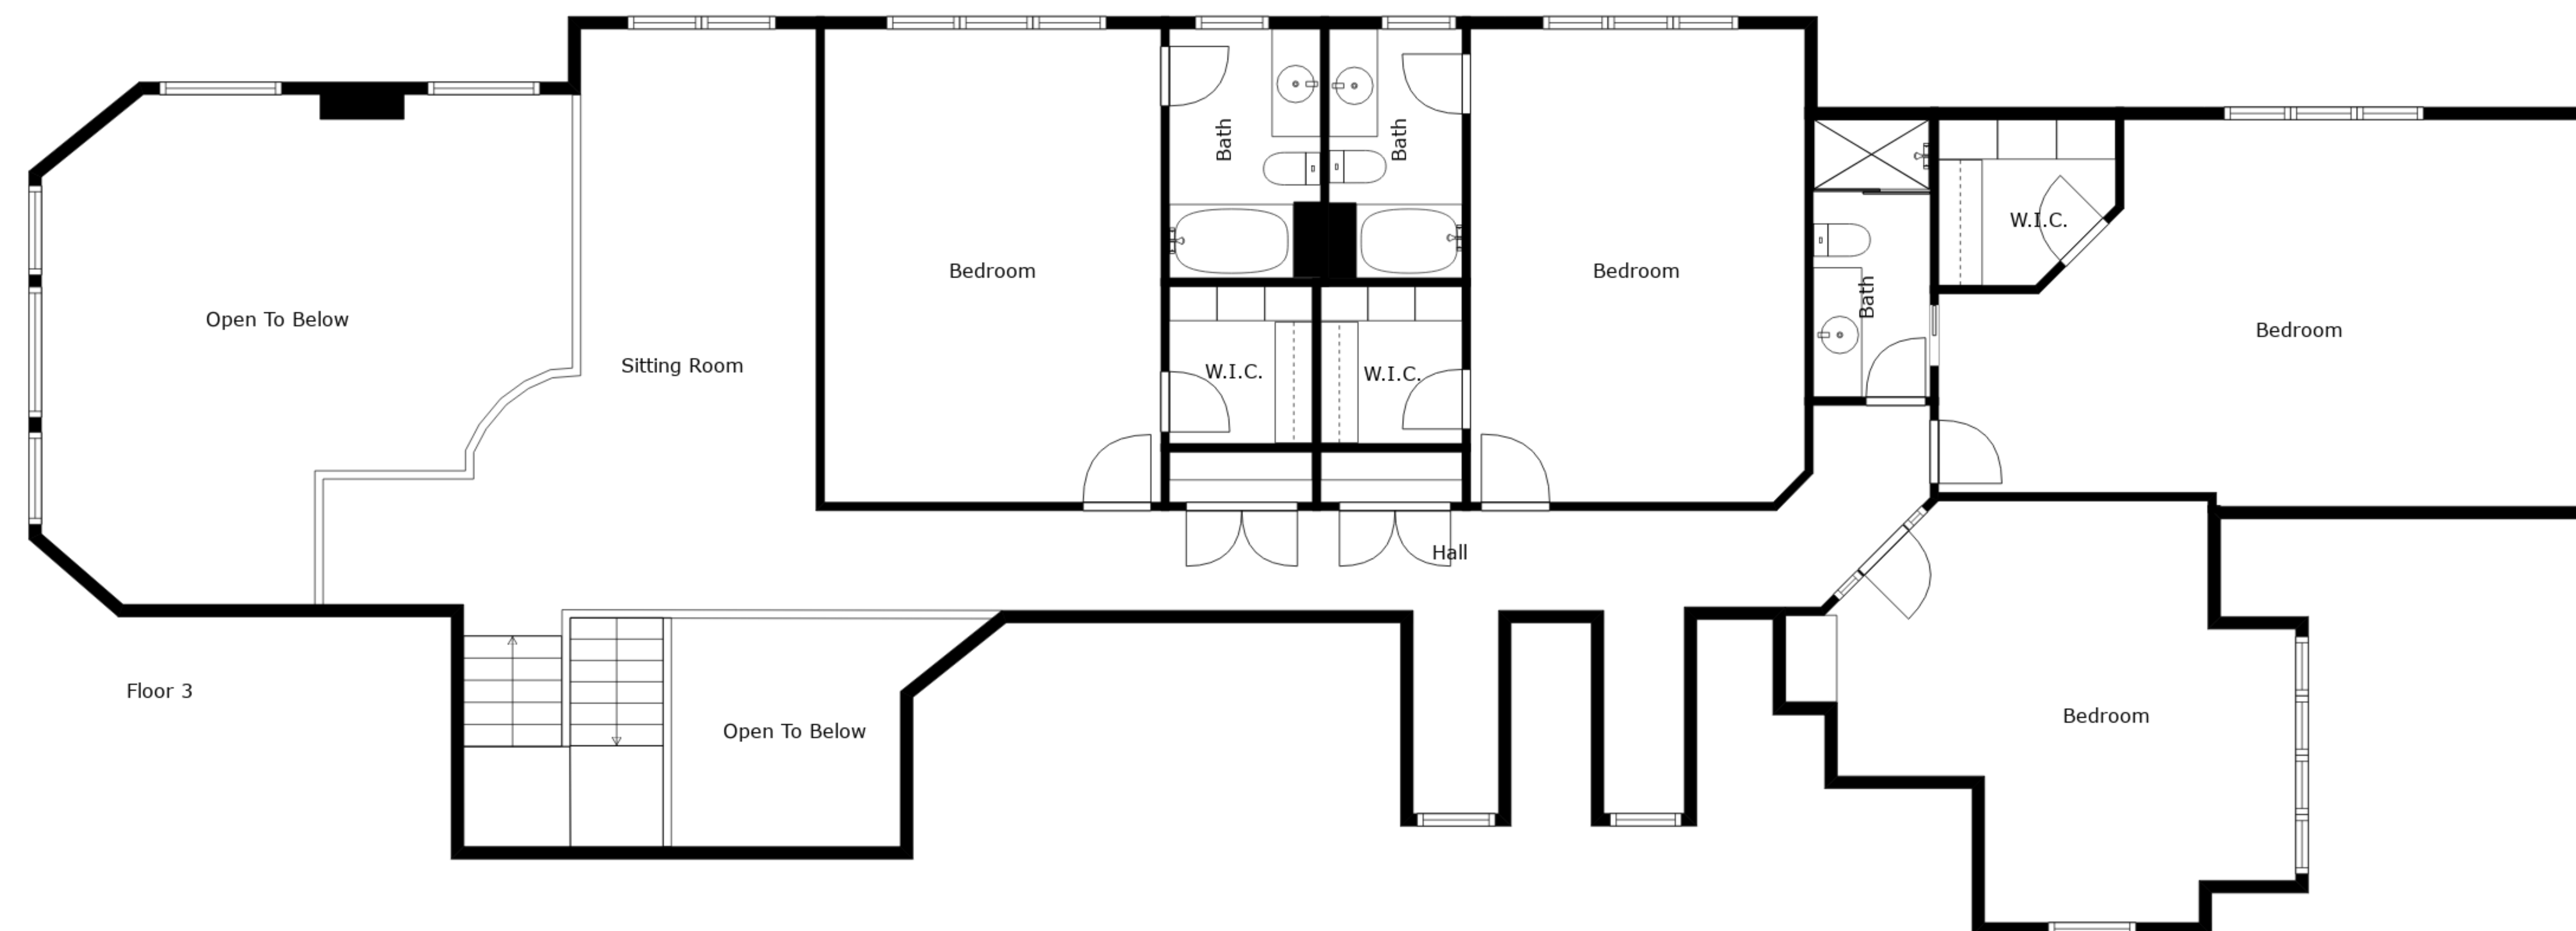 Bath
Bath
W.I.C.
Bedroom
Bedroom
Bath
Open To Below
Bedroom
Sitting Room
W.I.C.
W.I.C.
Hall
Floor 3
Bedroom
Open To Below